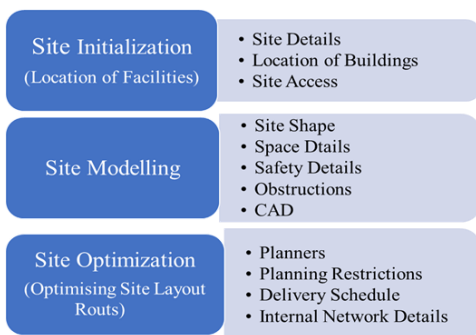 Site Initialization
(Location of Facilities)
• Site Details
• Location of Buildings
• Site Access
Site Modelling
• Site Shape
• Space Dtails
• Safety Details
• Obstructions
• CAD
Site Optimization
(Optimising Site Layout
Routs)
• Planners
• Planning Restrictions
• Delivery Schedule
• Internal Network Details